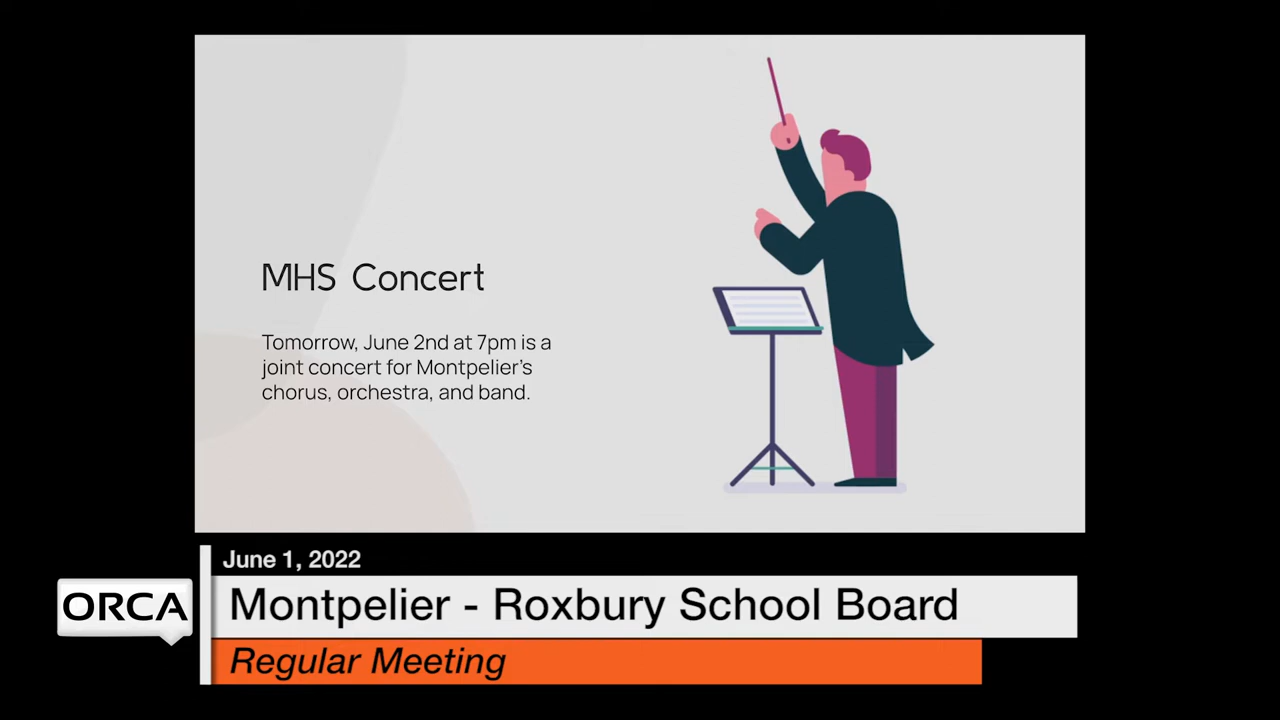 MHS Concert
Tomorrow, June 2nd at 7pm is a
joint concert for Montpelier's
chorus, orchestra, and band.
June 1, 2022
ORCA
Montpelier - Roxbury School Board
Regular Meeting